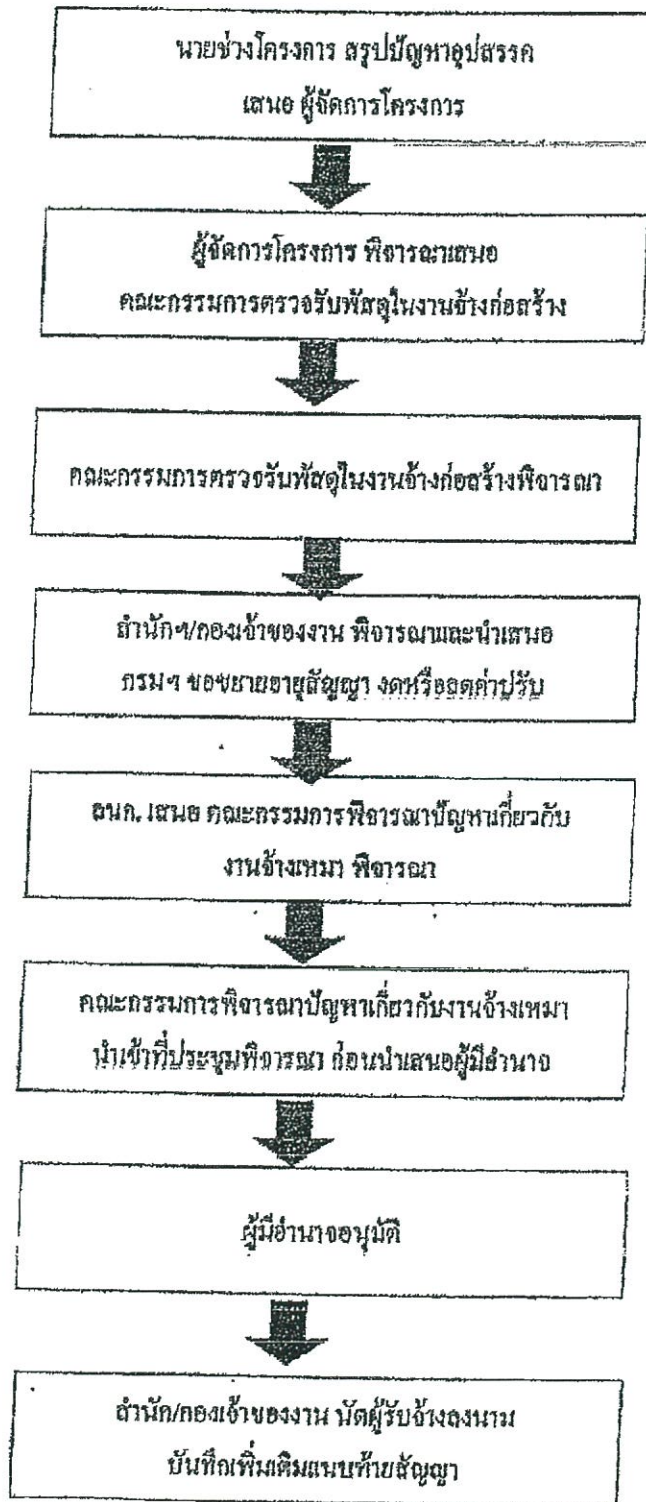 นายช่วงโครงการ สรุปปัญหาอุปสรรค
เสนอ ผู้จัดการโครงการ
ผู้จัดการโครงการ พิจารณาเสนอ
คณะกรรมการตรวจรับพัสดุในงานจ้างก่อสร้าง
คณะกรรมการตรวจรับพัสดุในงานจ้างก่อสร้างพิจารณา
สำนักฯ/กองเจ้าของงาน พิจารณาและนำเสนอ
กรมฯ ขอขยายอายุสัญญา งดหรือลดค่าปรับ
อนก. เสนอ คณะกรรมการพิจารณาปัญหาเกี่ยวกับ
งานจ้างเหมา พิจารณา
คณะกรรมการพิจารณาปัญหาเกี่ยวกับงานจ้างเหมา
นำเข้าที่ประชุมพิจารณา ก่อนนำเสนอผู้มีอำนาจ
ผู้มีอำนาจอนุมัติ
สำนัก/กองเจ้าของงาน นัดผู้รับจ้างลงนาม
บันทึกเพิ่มเติมแนบท้ายสัญญา